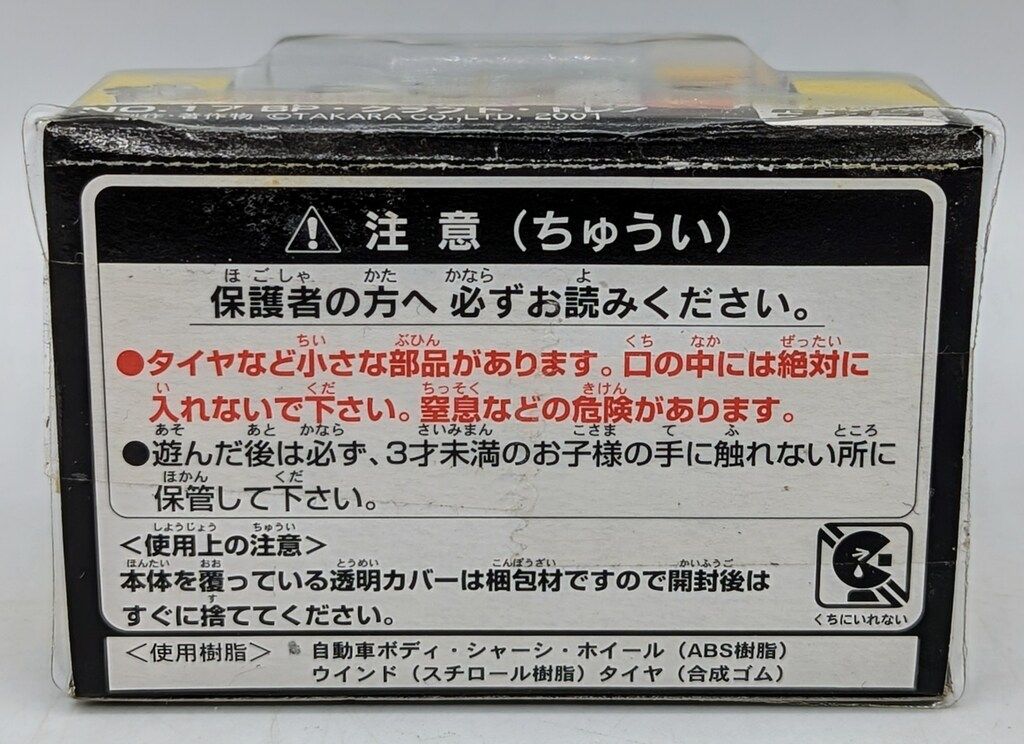 NO.17 BP・クラフト・トレノ
作・著作物 ©TAKARA CO.,LTD. 2001
注 意 (ちゅうい)
ほごしゃ かた かなら よ
保護者の方へ 必ずお読みください。
ちい ぶひん くち なか ぜったい
●タイヤなど小さな部品があります。口の中には絶対に
い くだ ちっそく きけん
入れないで下さい。窒息などの危険があります。
あそ あと かなら さいみまん こさま て ふ ところ
●遊んだ後は必ず、3才未満のお子様の手に触れない所に
ほかん くだ
保管して下さい。
しようじょう ちゅうい
<使用上の注意>
ほんたい おお とうめい こんぽうざい かいふうご
本体を覆っている透明カバーは梱包材ですので開封後は
す
すぐに捨ててください。
くちにいれない
<使用樹脂> 自動車ボディ・シャーシ・ホイール (ABS樹脂)
ウインド (スチロール樹脂) タイヤ (合成ゴム)